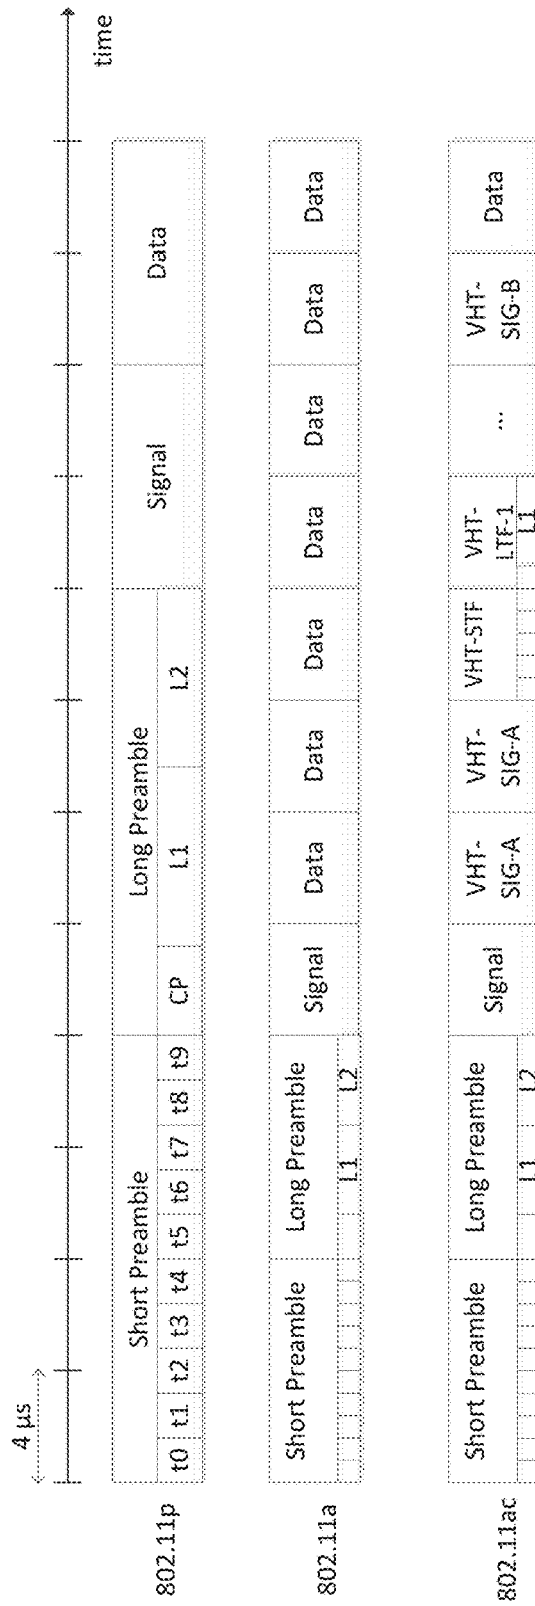 4 µs
time
802.11p
Short Preamble
Long Preamble
Signal
Data
t0 t1 t2 t3 t4 t5 t6 t7 t8 t9 CP L1 L2
802.11a
Short Preamble
Long Preamble
Signal
Data
Data
Data
Data
Data
Data
Data
L1 L2
802.11ac
Short Preamble
Long Preamble
Signal
VHT-
SIG-A
VHT-
SIG-A
VHT-STF
VHT-
LTF-1
...
VHT-
SIG-B
Data
L1 L2 L1